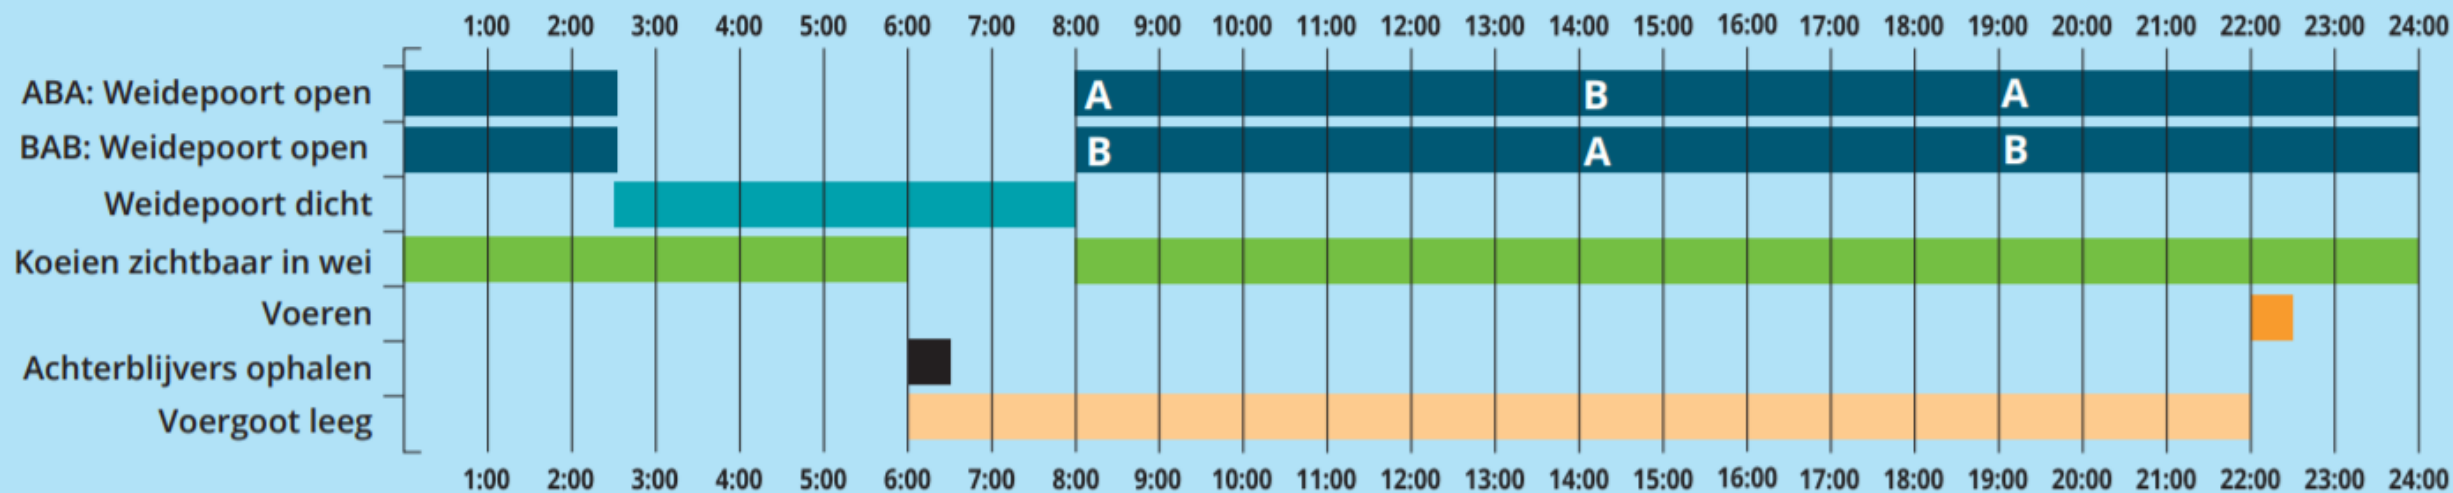 1:00 2:00 3:00 4:00 5:00 6:00 7:00 8:00 9:00 10:00 11:00 12:00 13:00 14:00 15:00 16:00 17:00 18:00 19:00 20:00 21:00 22:00 23:00 24:00
ABA: Weidepoort open A B A
BAB: Weidepoort open B A B
Weidepoort dicht
Koeien zichtbaar in wei
Voeren
Achterblijvers ophalen
Voergoot leeg
1:00 2:00 3:00 4:00 5:00 6:00 7:00 8:00 9:00 10:00 11:00 12:00 13:00 14:00 15:00 16:00 17:00 18:00 19:00 20:00 21:00 22:00 23:00 24:00